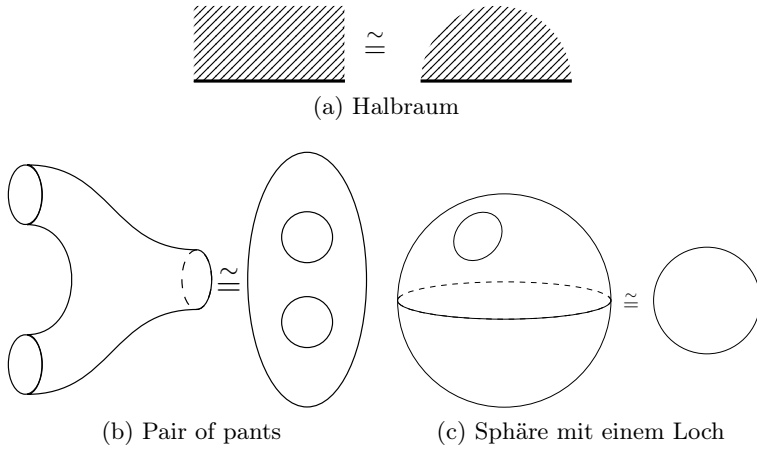 ≅
(a) Halbraum
≅
≅
(b) Pair of pants
(c) Sphäre mit einem Loch